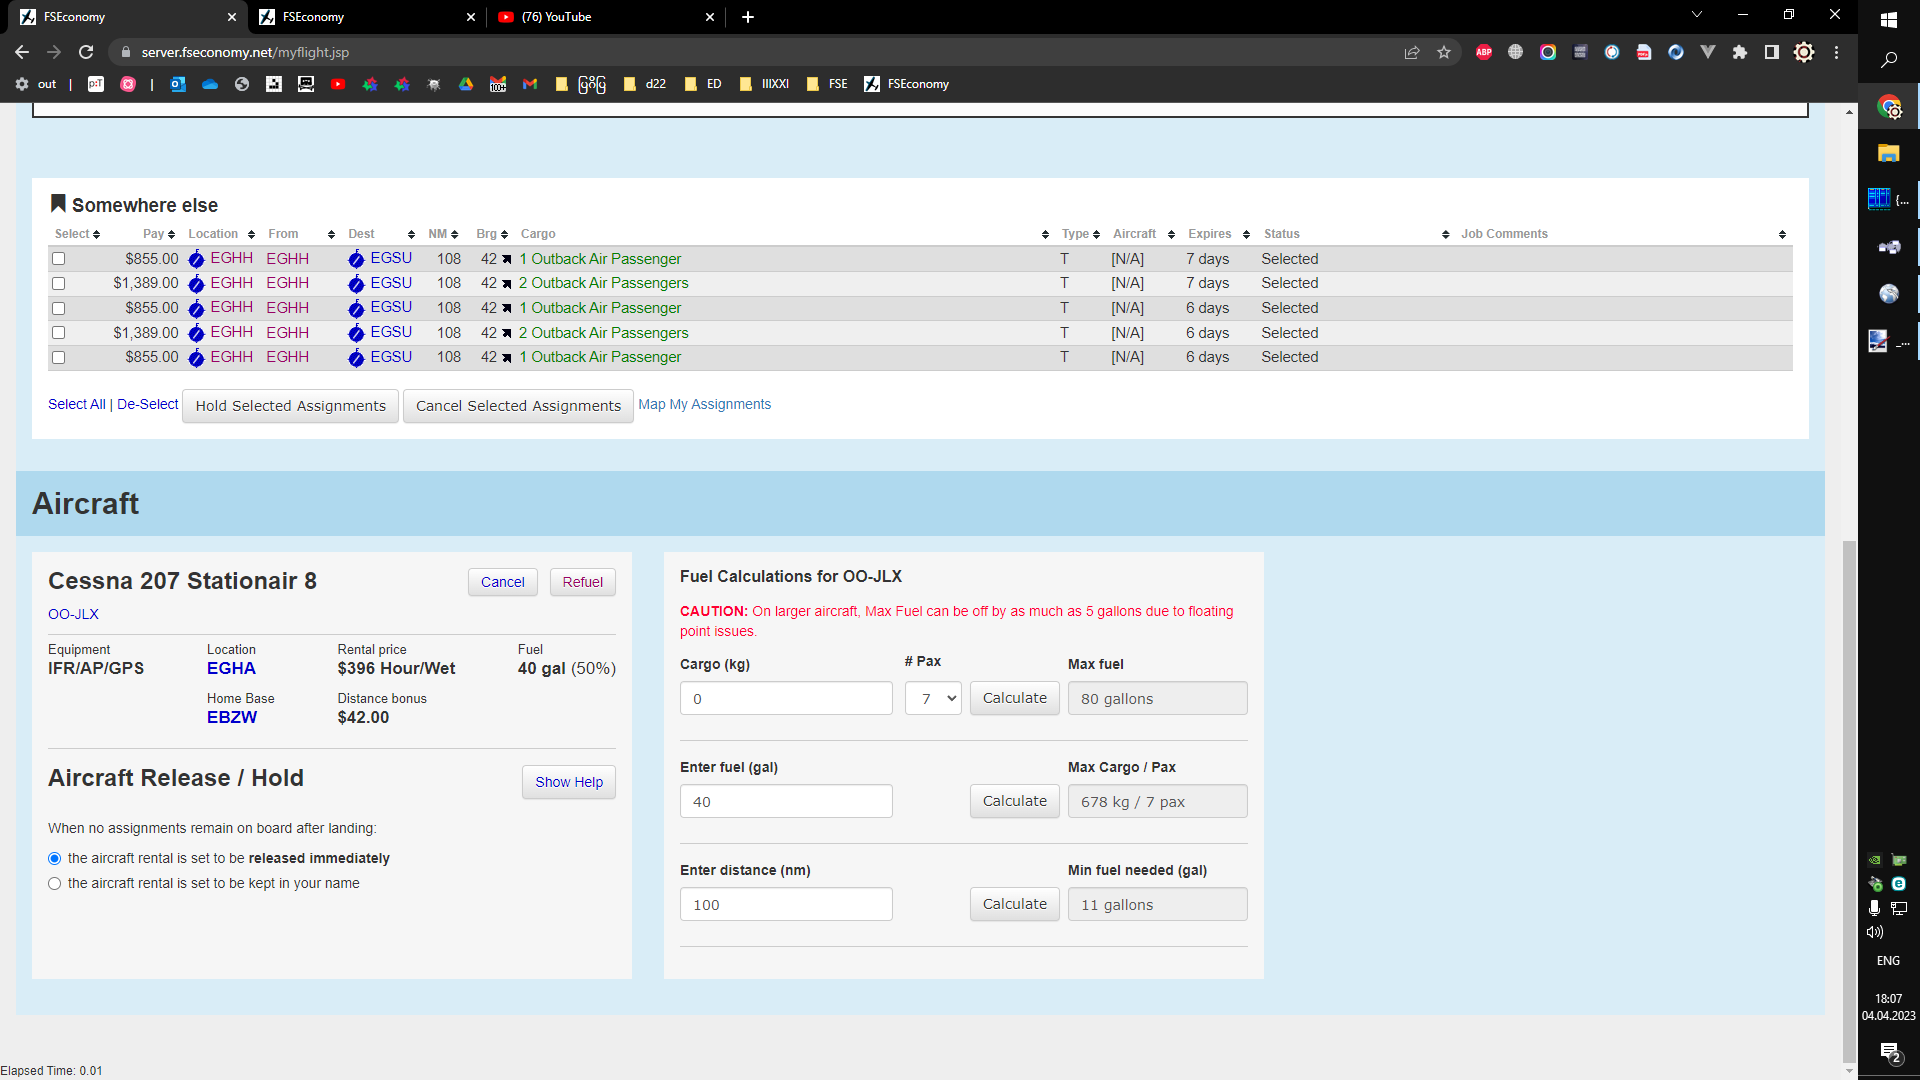 FSEconomy
FSEconomy
(76) YouTube
server.fseconomy.net/myflight.jsp
ABP
out | | 100+ d22 ED IIIXXI FSE FSEconomy
Somewhere else
Select Pay Location From Dest NM Brg Cargo Type Aircraft Expires Status Job Comments
$855.00 EGHH EGHH EGSU 108 42 1 Outback Air Passenger T [N/A] 7 days Selected
$1,389.00 EGHH EGHH EGSU 108 42 2 Outback Air Passengers T [N/A] 7 days Selected
$855.00 EGHH EGHH EGSU 108 42 1 Outback Air Passenger T [N/A] 6 days Selected
$1,389.00 EGHH EGHH EGSU 108 42 2 Outback Air Passengers T [N/A] 6 days Selected
$855.00 EGHH EGHH EGSU 108 42 1 Outback Air Passenger T [N/A] 6 days Selected
Select All | De-Select Hold Selected Assignments Cancel Selected Assignments Map My Assignments
Aircraft
Cessna 207 Stationair 8 Cancel Refuel
OO-JLX
Equipment Location Rental price Fuel
IFR/AP/GPS EGHA $396 Hour/Wet 40 gal (50%)
Home Base Distance bonus
EBZW $42.00
Aircraft Release / Hold Show Help
When no assignments remain on board after landing:
the aircraft rental is set to be released immediately
the aircraft rental is set to be kept in your name
Fuel Calculations for OO-JLX
CAUTION: On larger aircraft, Max Fuel can be off by as much as 5 gallons due to floating
point issues.
Cargo (kg) # Pax Max fuel
0 7 Calculate 80 gallons
Enter fuel (gal) Max Cargo / Pax
40 Calculate 678 kg / 7 pax
Enter distance (nm) Min fuel needed (gal)
100 Calculate 11 gallons
Elapsed Time: 0.01
{...
_...
ENG
18:07
04.04.2023
2